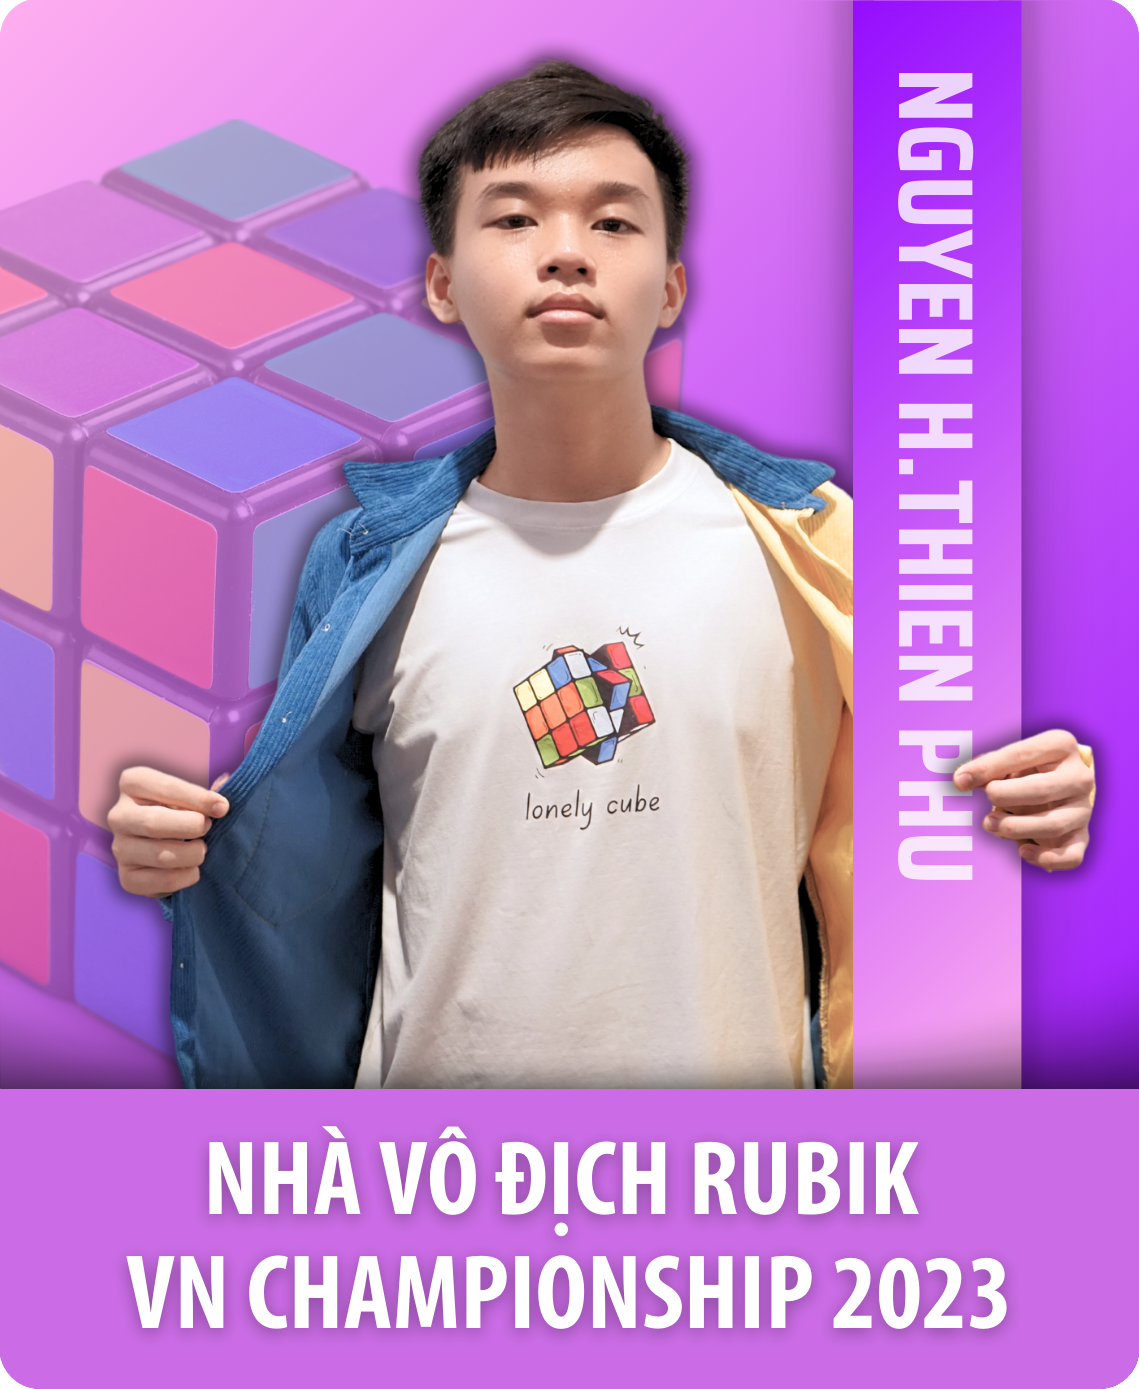 NGUYEN H.THIEN PHU
lonely cube
NHÀ VÔ ĐỊCH RUBIK
VN CHAMPIONSHIP 2023